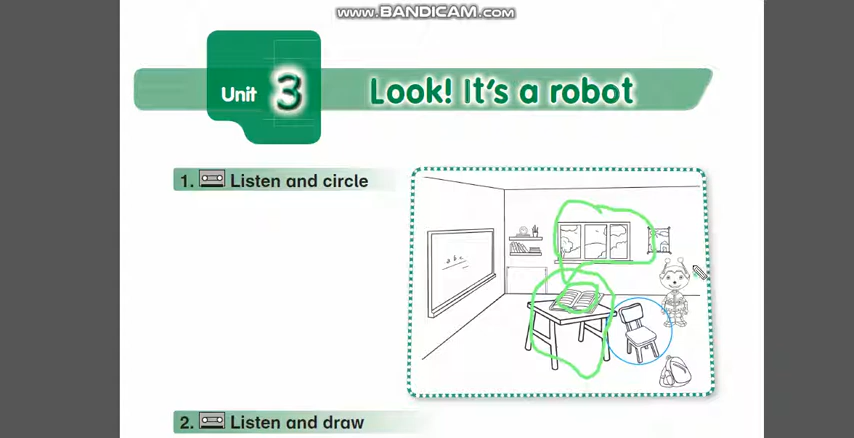 www.BANDICAM.com
Unit 3
Look! It's a robot
1. Listen and circle
a b c
2. Listen and draw